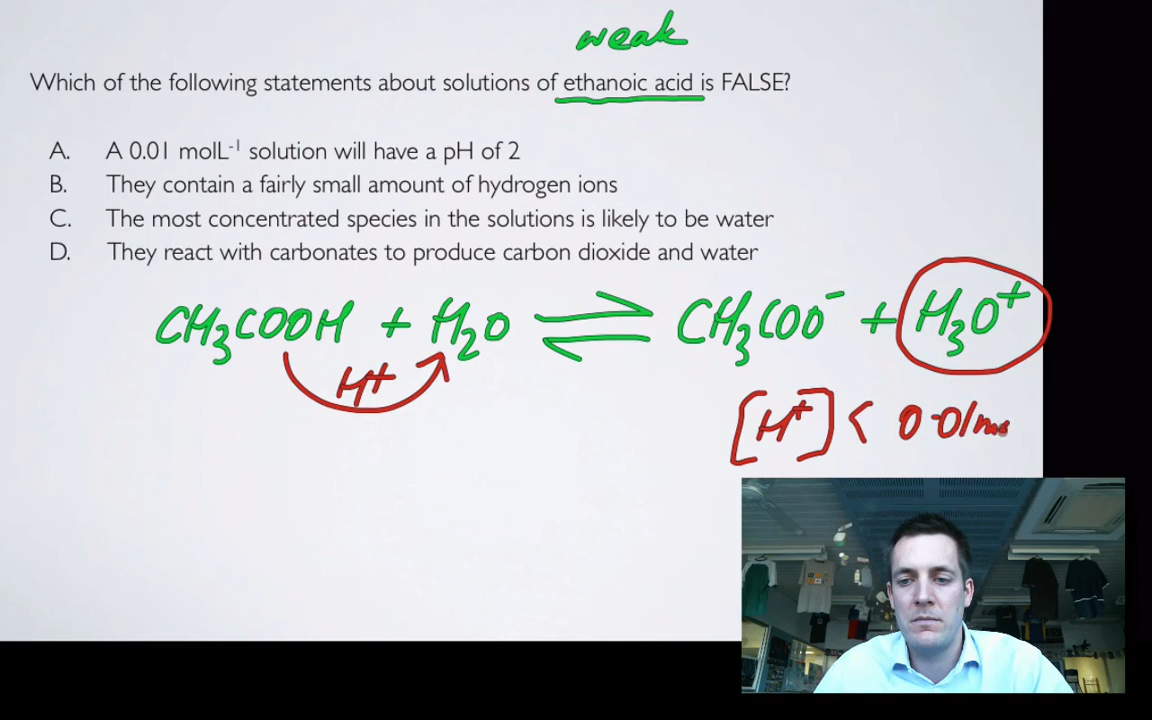 weak
Which of the following statements about solutions of ethanoic acid is FALSE?
A. A 0.01 molL⁻¹ solution will have a pH of 2
B. They contain a fairly small amount of hydrogen ions
C. The most concentrated species in the solutions is likely to be water
D. They react with carbonates to produce carbon dioxide and water
CH₃COOH + H₂O ⇌ CH₃COO⁻ + H₃O⁺
H⁺
[H⁺] < 0.01